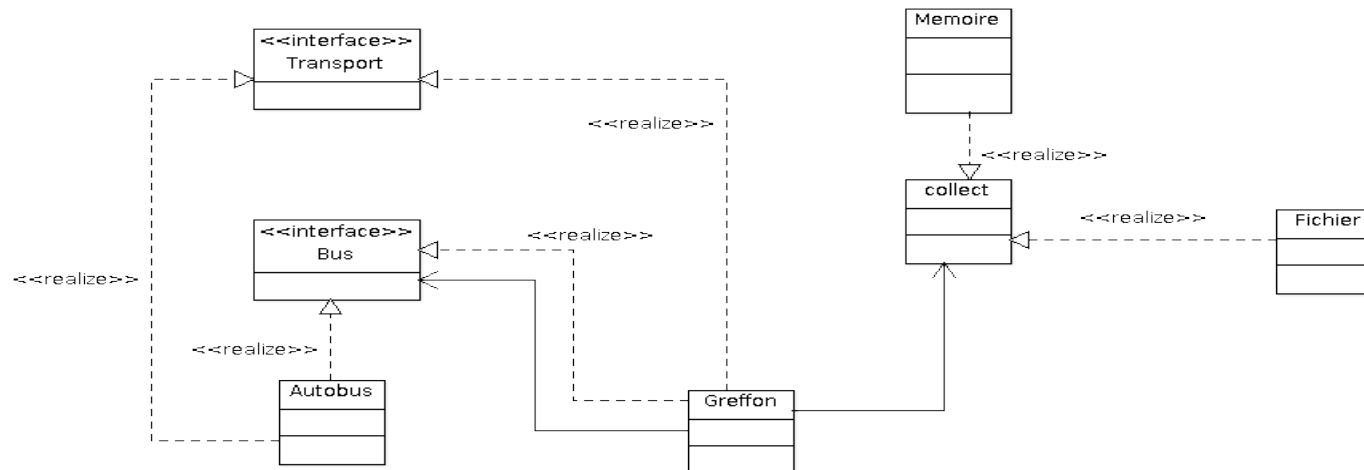 Memoire
<<interface>>
Transport
<<realize>>
<<realize>>
collect
<<realize>>
Fichier
<<interface>>
Bus
<<realize>>
<<realize>>
<<realize>>
Autobus
Greffon